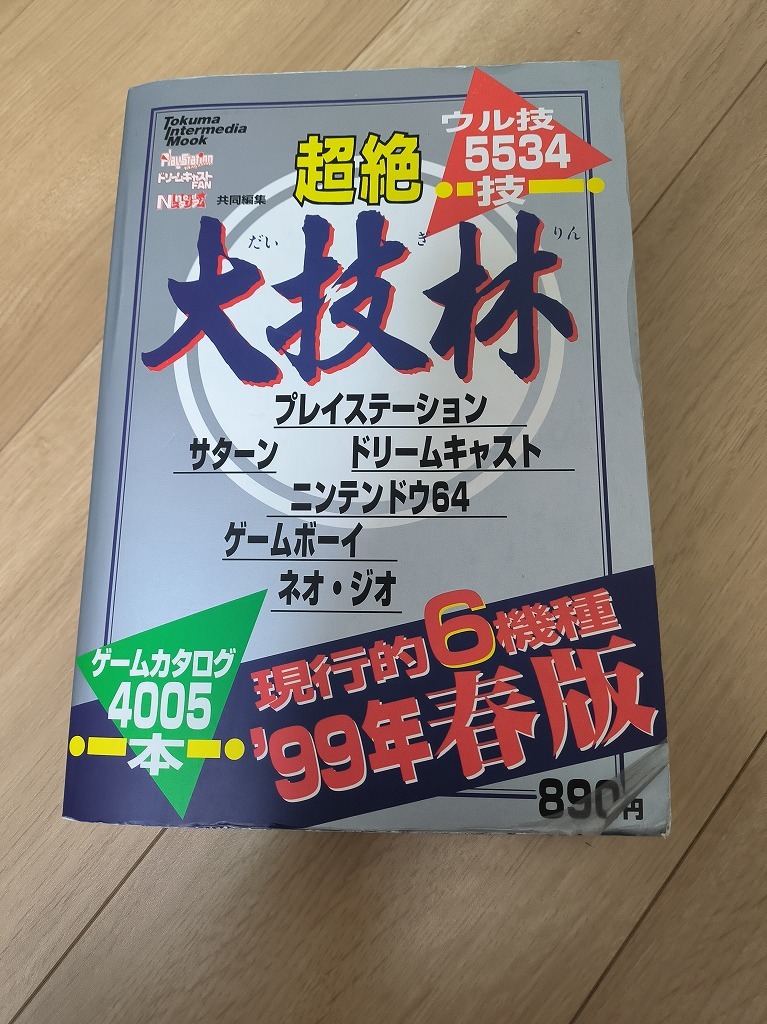 Tokuma
Intermedia
Mook
PlayStation
ドリームキャスト
FAN
共同編集
超絶
ウル技
5534
技
だい ぎ りん
大技林
プレイステーション
サターン ドリームキャスト
ニンテンドウ64
ゲームボーイ
ネオ・ジオ
ゲームカタログ
4005
本
現行的6機種
'99年春版
890円